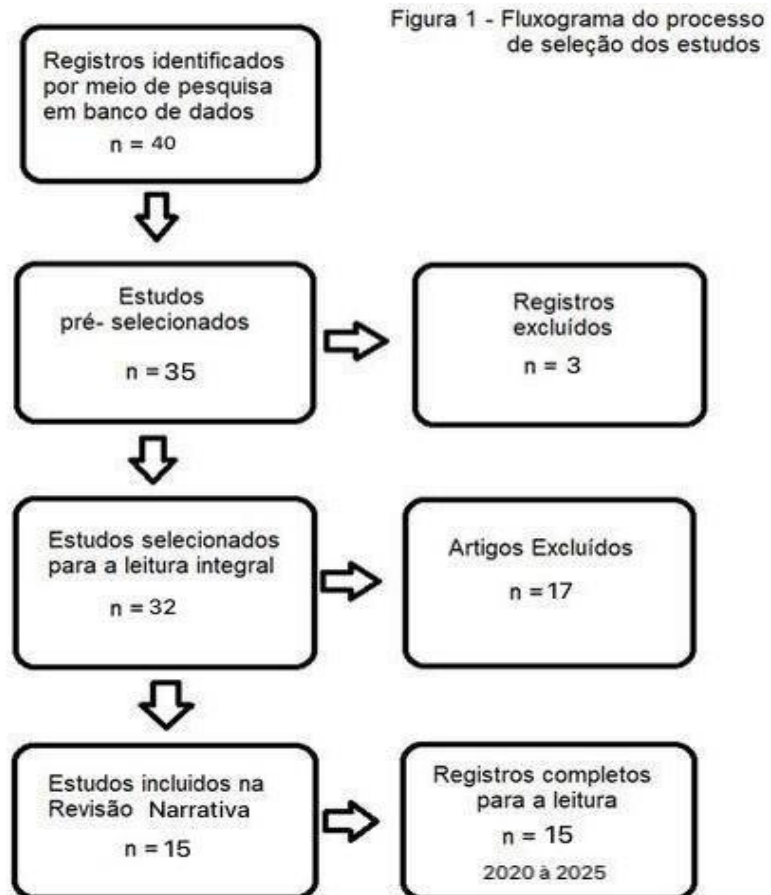 Figura 1 - Fluxograma do processo
de seleção dos estudos
Registros identificados
por meio de pesquisa
em banco de dados
n = 40
Estudos
pré- selecionados
n = 35
Registros
excluídos
n = 3
Estudos selecionados
para a leitura integral
n = 32
Artigos Excluídos
n = 17
Estudos incluidos na
Revisão Narrativa
n = 15
Registros completos
para a leitura
n = 15
2020 à 2025